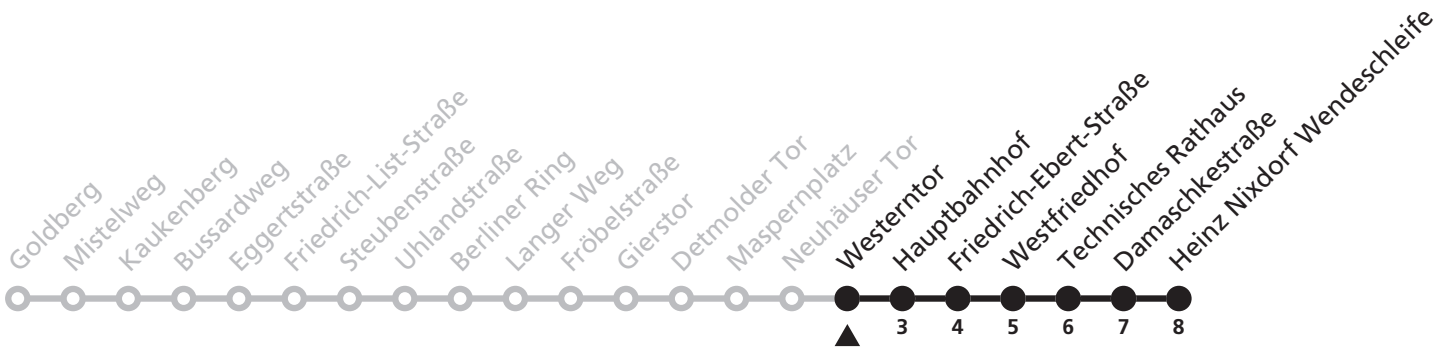 Goldberg
Mistelweg
Kaukenberg
Bussardweg
Eggertstraße
Friedrich-List-Straße
Steubenstraße
Uhlandstraße
Berliner Ring
Langer Weg
Fröbelstraße
Gierstor
Detmolder Tor
Maspernplatz
Neuhäuser Tor
Westerntor
Hauptbahnhof
Friedrich-Ebert-Straße
Westfriedhof
Technisches Rathaus
Damaschkestraße
Heinz Nixdorf Wendeschleife
3 4 5 6 7 8